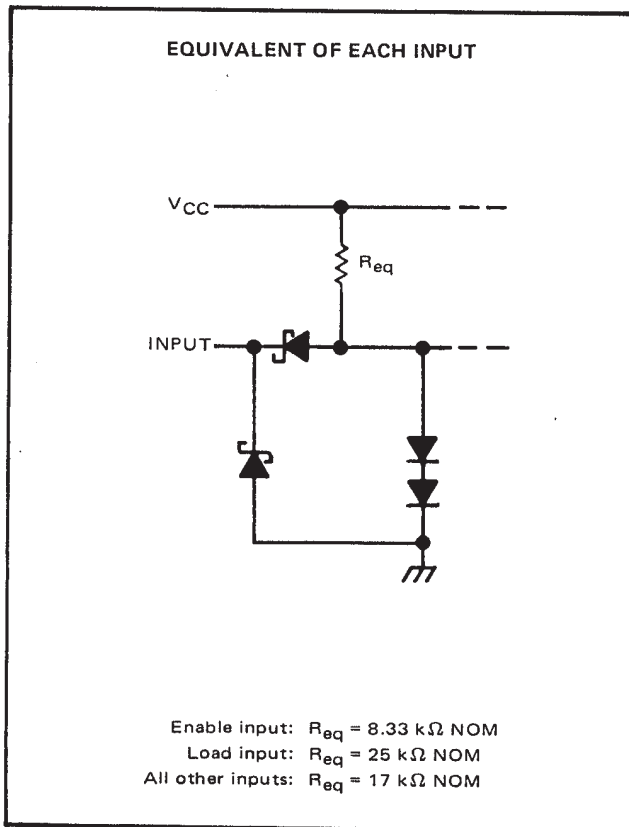 EQUIVALENT OF EACH INPUT
VCC
Req
INPUT
Enable input: Req = 8.33 kΩ NOM
Load input: Req = 25 kΩ NOM
All other inputs: Req = 17 kΩ NOM